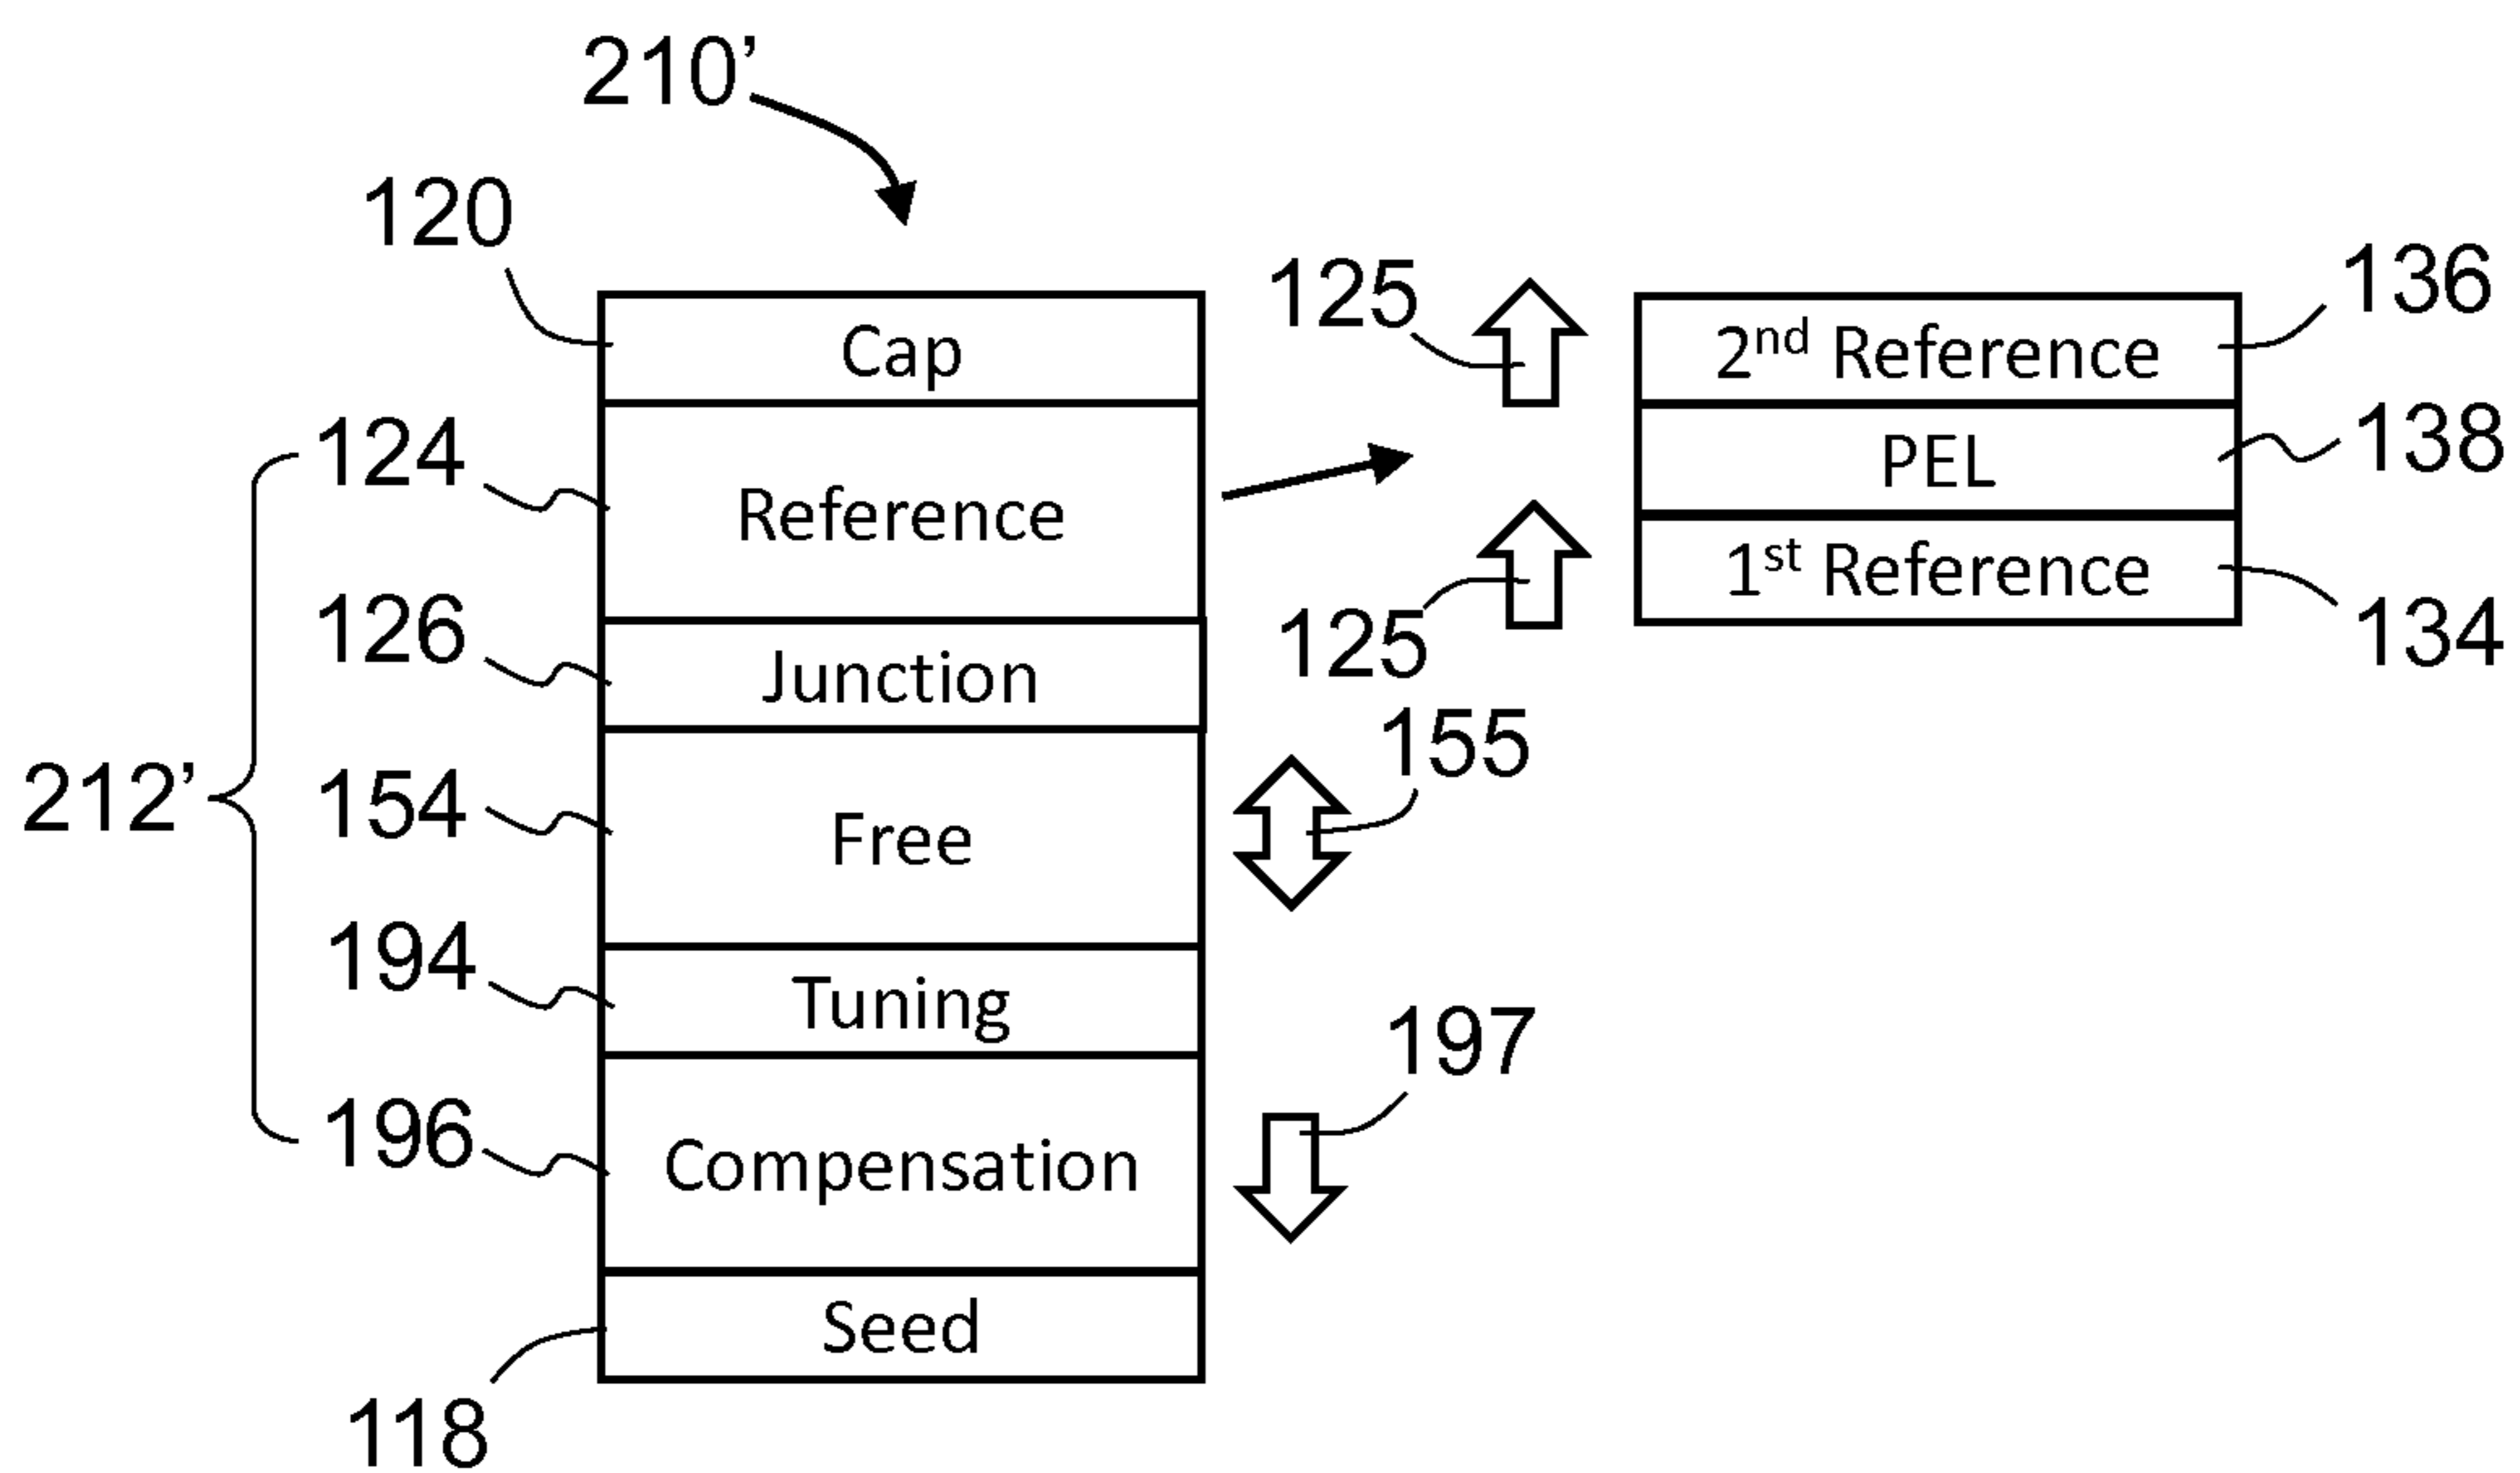 210’
120
Cap
125
2nd Reference
136
124
Reference
PEL
138
126
Junction
125
1st Reference
134
212’
154
Free
155
194
Tuning
197
196
Compensation
Seed
118